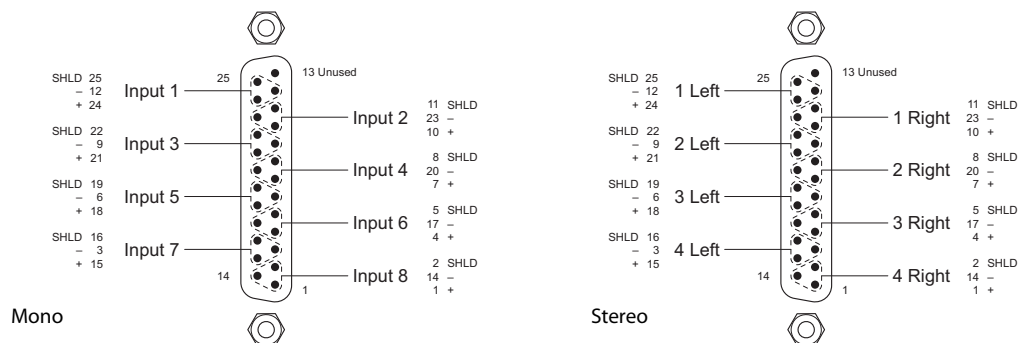 SHLD 25
– 12
+ 24
Input 1
25
13 Unused
Input 2
11 SHLD
23 –
10 +
SHLD 22
– 9
+ 21
Input 3
Input 4
8 SHLD
20 –
7 +
SHLD 19
– 6
+ 18
Input 5
Input 6
5 SHLD
17 –
4 +
SHLD 16
– 3
+ 15
Input 7
14
Input 8
2 SHLD
14 –
1 +
1
Mono
SHLD 25
– 12
+ 24
1 Left
25
13 Unused
1 Right
11 SHLD
23 –
10 +
SHLD 22
– 9
+ 21
2 Left
2 Right
8 SHLD
20 –
7 +
SHLD 19
– 6
+ 18
3 Left
3 Right
5 SHLD
17 –
4 +
SHLD 16
– 3
+ 15
4 Left
14
4 Right
2 SHLD
14 –
1 +
1
Stereo